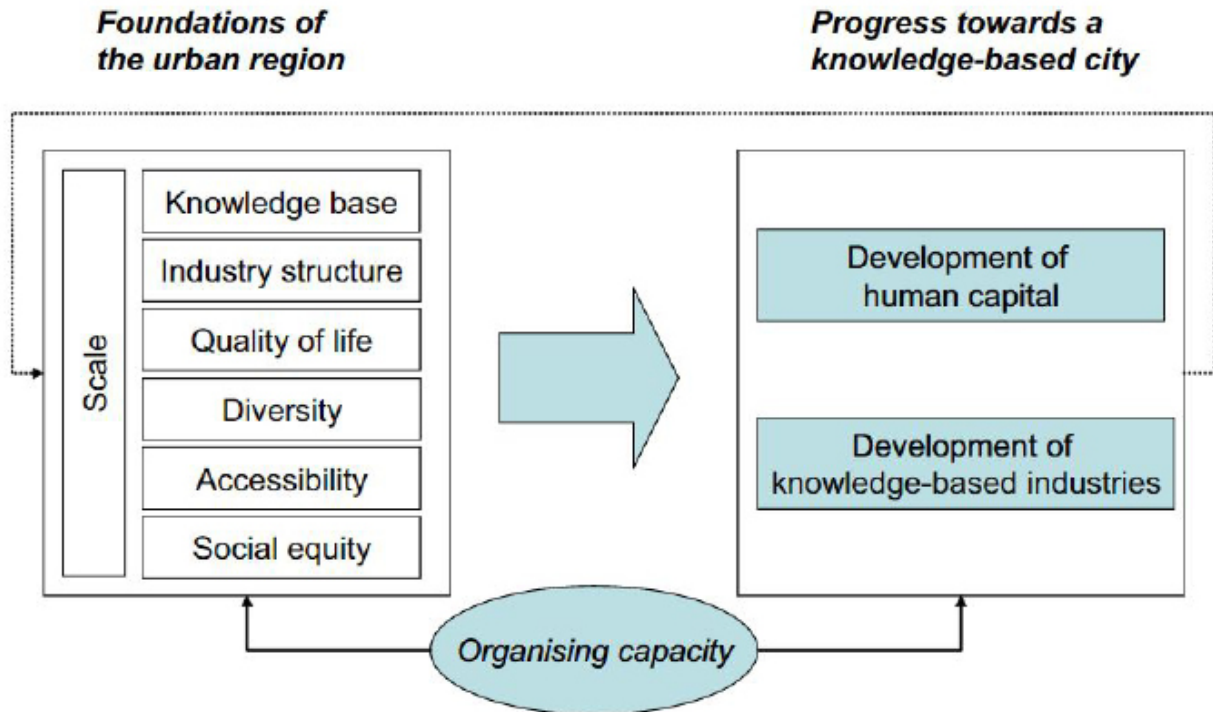 Foundations of
the urban region
Progress towards a
knowledge-based city
Scale
Knowledge base
Industry structure
Quality of life
Diversity
Accessibility
Social equity
Development of
human capital
Development of
knowledge-based industries
Organising capacity